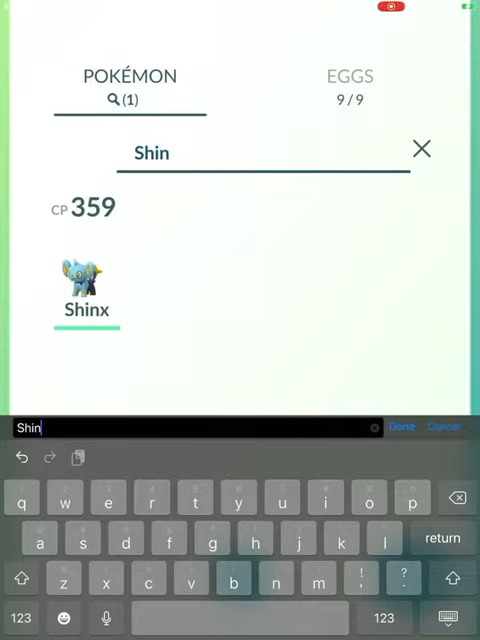 POKÉMON EGGS
(1) 9 / 9
Shin
CP 359
Shinx
Shin Done Cancel
q w e r t y u i o p
a s d f g h j k l return
z x c v b n m ! , ? .
123 123